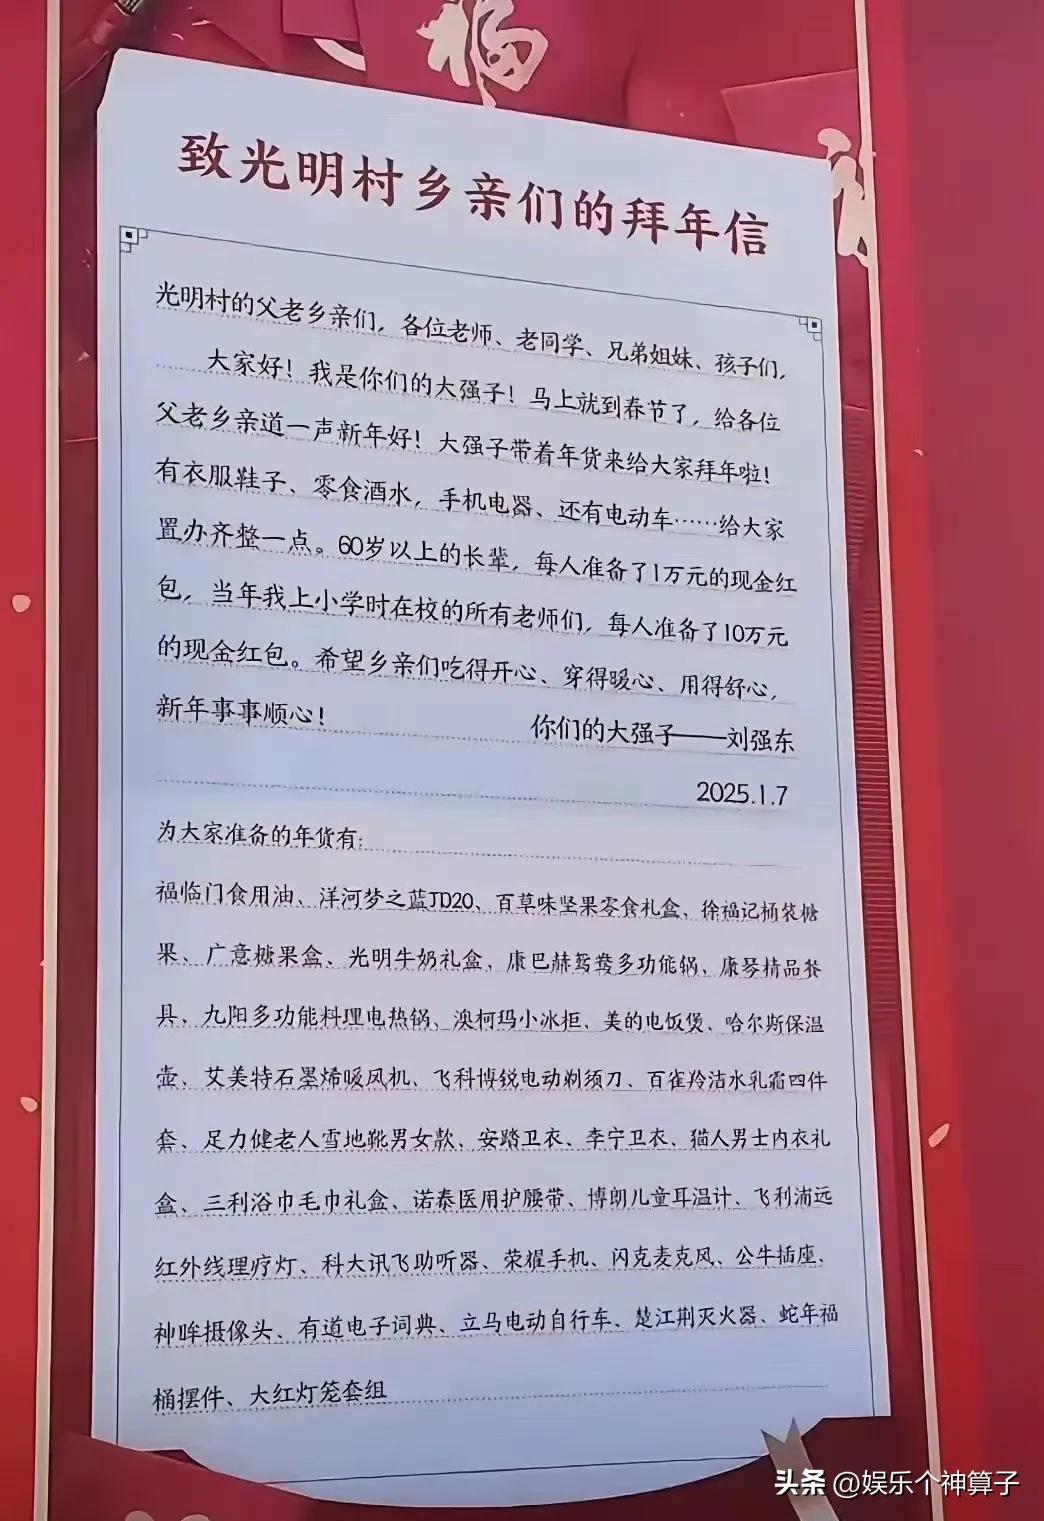 福
福
致光明村乡亲们的拜年信
光明村的父老乡亲们，各位老师、老同学、兄弟姐妹、孩子们，
大家好！我是你们的大强子！马上就到春节了，给各位
父老乡亲道一声新年好！大强子带着年货来给大家拜年啦！
有衣服鞋子、零食酒水，手机电器、还有电动车……给大家
置办齐整一点。60岁以上的长辈，每人准备了1万元的现金红
包，当年我上小学时在校的所有老师们，每人准备了10万元
的现金红包。希望乡亲们吃得开心、穿得暖心、用得舒心，
新年事事顺心！
你们的大强子——刘强东
2025.1.7
为大家准备的年货有：
福临门食用油、洋河梦之蓝JD20、百草味坚果零食礼盒、徐福记桶装糖
果、广意糖果盒、光明牛奶礼盒、康巴赫鸳鸯多功能锅、康琴精品餐
具、九阳多功能料理电热锅、澳柯玛小冰柜、美的电饭煲、哈尔斯保温
壶、艾美特石墨烯暖风机、飞科博锐电动剃须刀、百雀羚洁水乳霜四件
套、足力健老人雪地靴男女款、安踏卫衣、李宁卫衣、猫人男士内衣礼
盒、三利浴巾毛巾礼盒、诺泰医用护腰带、博朗儿童耳温计、飞利浦远
红外线理疗灯、科大讯飞助听器、荣耀手机、闪克麦克风、公牛插座、
神眸摄像头、有道电子词典、立马电动自行车、楚江荆灭火器、蛇年福
桶摆件、大红灯笼套组
头条 @娱乐个神算子